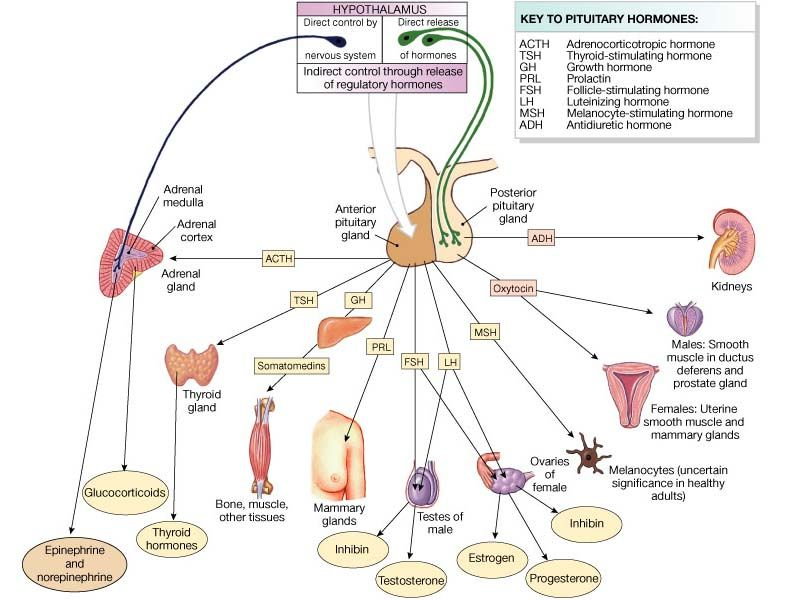 HYPOTHALAMUS
Direct control by
nervous system
Direct release
of hormones
Indirect control through release
of regulatory hormones
KEY TO PITUITARY HORMONES:
ACTH Adrenocorticotropic hormone
TSH Thyroid-stimulating hormone
GH Growth hormone
PRL Prolactin
FSH Follicle-stimulating hormone
LH Luteinizing hormone
MSH Melanocyte-stimulating hormone
ADH Antidiuretic hormone
Adrenal
medulla
Adrenal
cortex
Adrenal
gland
Anterior
pituitary
gland
Posterior
pituitary
gland
ACTH
ADH
Kidneys
TSH
GH
Oxytocin
PRL
FSH
LH
MSH
Somatomedins
Males: Smooth
muscle in ductus
deferens and
prostate gland
Thyroid
gland
Females: Uterine
smooth muscle and
mammary glands
Bone, muscle,
other tissues
Mammary
glands
Testes of
male
Ovaries
of
female
Melanocytes (uncertain
significance in healthy
adults)
Glucocorticoids
Thyroid
hormones
Epinephrine
and
norepinephrine
Inhibin
Testosterone
Estrogen
Progesterone
Inhibin